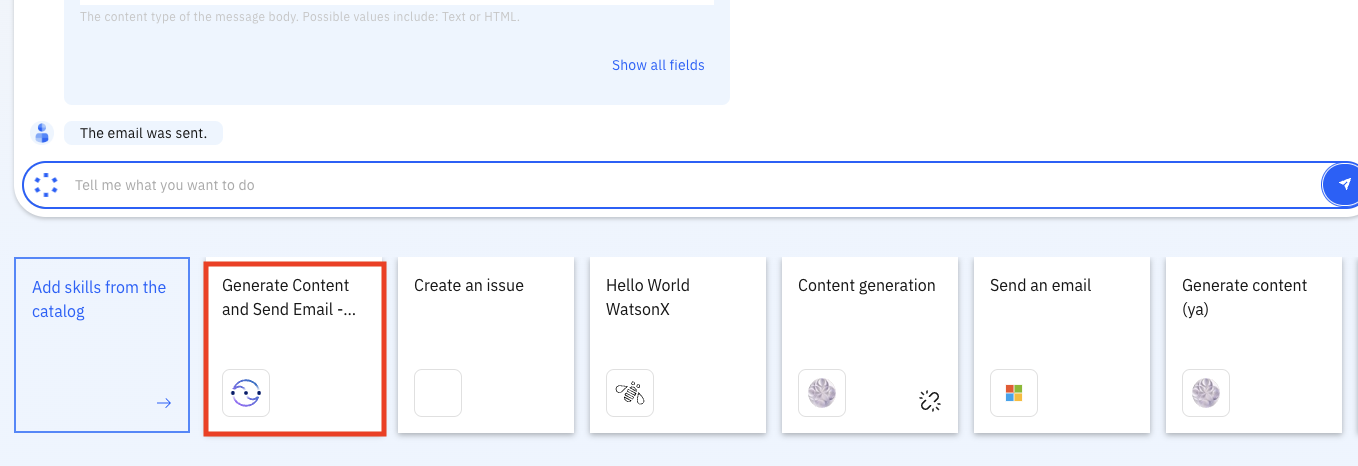 The content type of the message body. Possible values include: Text or HTML.
Show all fields
The email was sent.
Tell me what you want to do
Add skills from the
catalog
Generate Content
and Send Email -...
Create an issue
Hello World
WatsonX
Content generation
Send an email
Generate content
(ya)